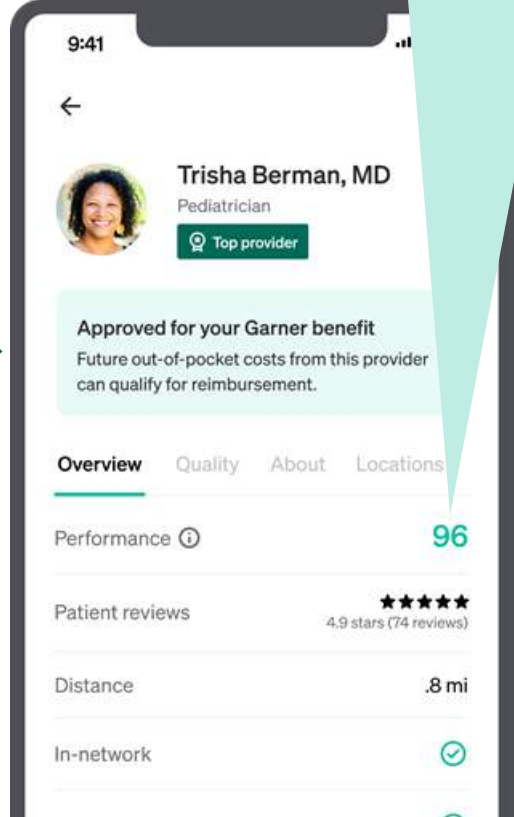 9:41
Trisha Berman, MD
Pediatrician
Top provider
Approved for your Garner benefit
Future out-of-pocket costs from this provider
can qualify for reimbursement.
Overview Quality About Locations
Performance 96
Patient reviews
4.9 stars (74 reviews)
Distance .8 mi
In-network